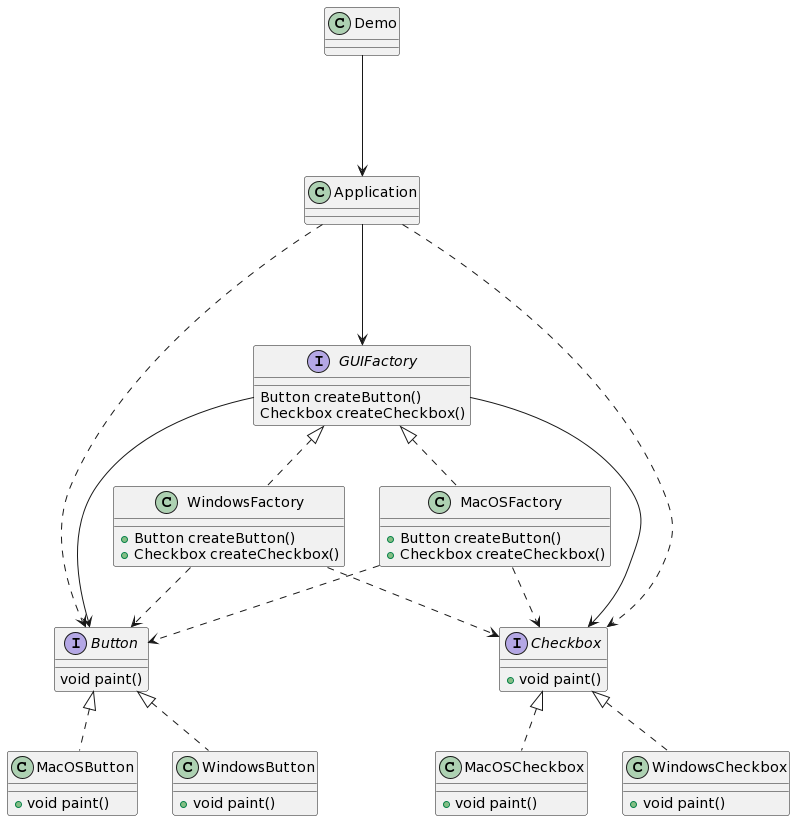 C Demo
C Application
I GUIFactory
Button createButton()
Checkbox createCheckbox()
C WindowsFactory
Button createButton()
Checkbox createCheckbox()
C MacOSFactory
Button createButton()
Checkbox createCheckbox()
I Button
void paint()
I Checkbox
void paint()
C MacOSButton
void paint()
C WindowsButton
void paint()
C MacOSCheckbox
void paint()
C WindowsCheckbox
void paint()